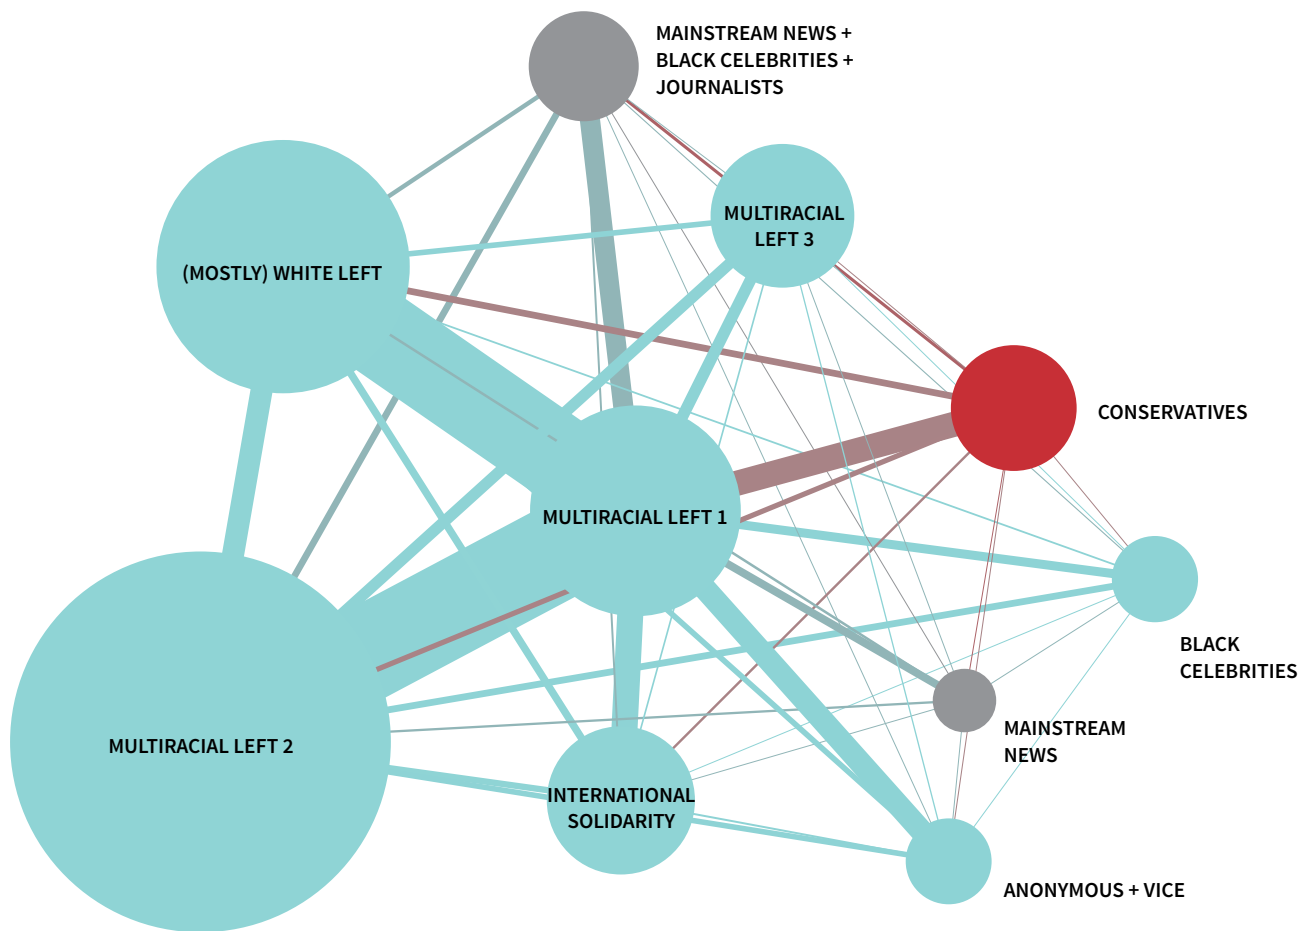 MAINSTREAM NEWS +
BLACK CELEBRITIES +
JOURNALISTS
MULTIRACIAL
LEFT 3
(MOSTLY) WHITE LEFT
CONSERVATIVES
MULTIRACIAL LEFT 1
BLACK
CELEBRITIES
MAINSTREAM
NEWS
MULTIRACIAL LEFT 2
INTERNATIONAL
SOLIDARITY
ANONYMOUS + VICE